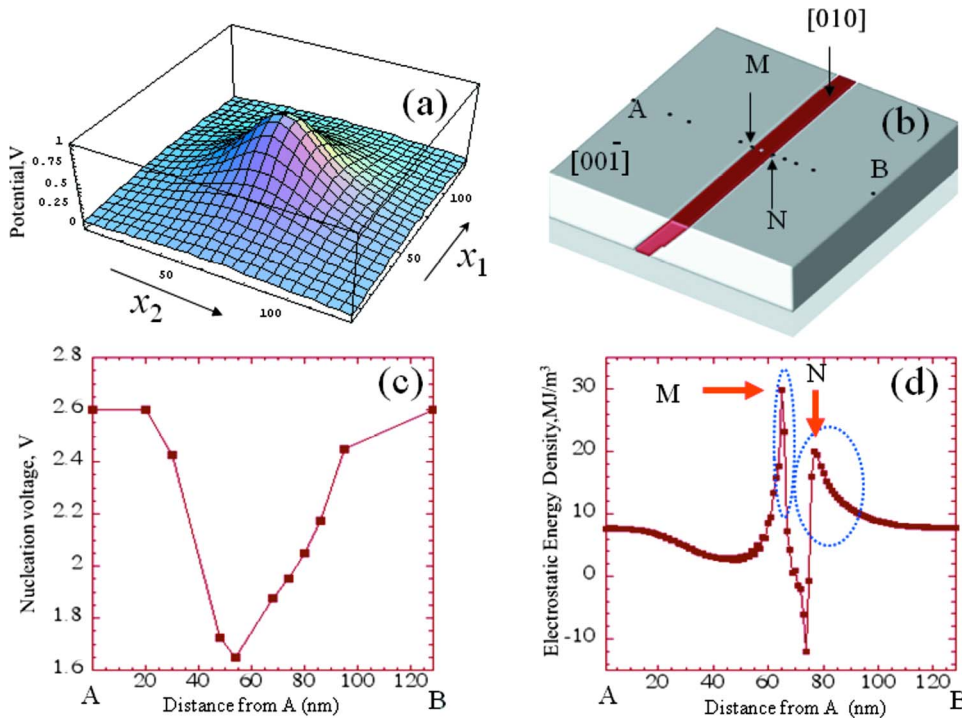 (a)
Potential,V
1
0.75
0.5
0.25
0
50
100
x2
50
100
x1
(b)
[010]
M
A
[001̄]
N
B
(c)
Nucleation voltage, V
2.8
2.6
2.4
2.2
2
1.8
1.6
0 20 40 60 80 100 120
A B
Distance from A (nm)
(d)
Electrostatic Energy Density,MJ/m³
30
20
10
0
-10
M
N
0 20 40 60 80 100 120
A B
Distance from A (nm)